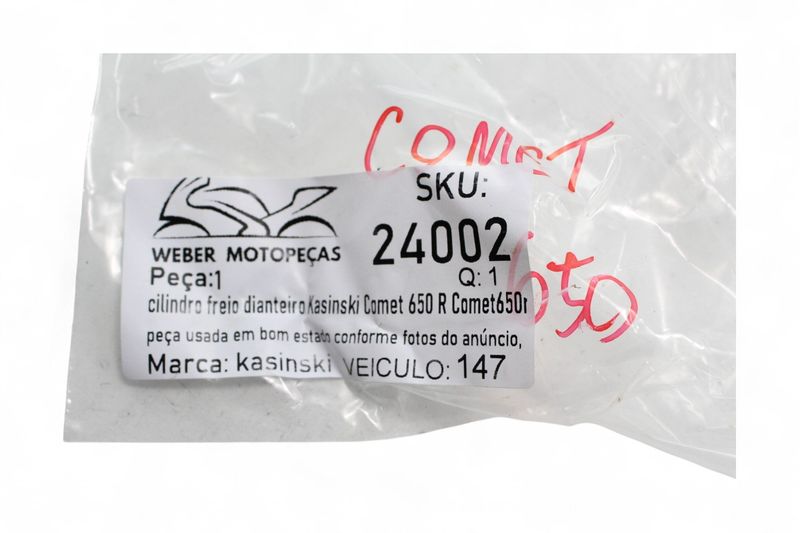 COMET
650
SKU:
24002
WEBER MOTOPEÇAS
Peça:1 Q: 1
cilindro freio dianteiro Kasinski Comet 650 R Comet650r
peça usada em bom estado conforme fotos do anúncio,
Marca: kasinski VEICULO: 147